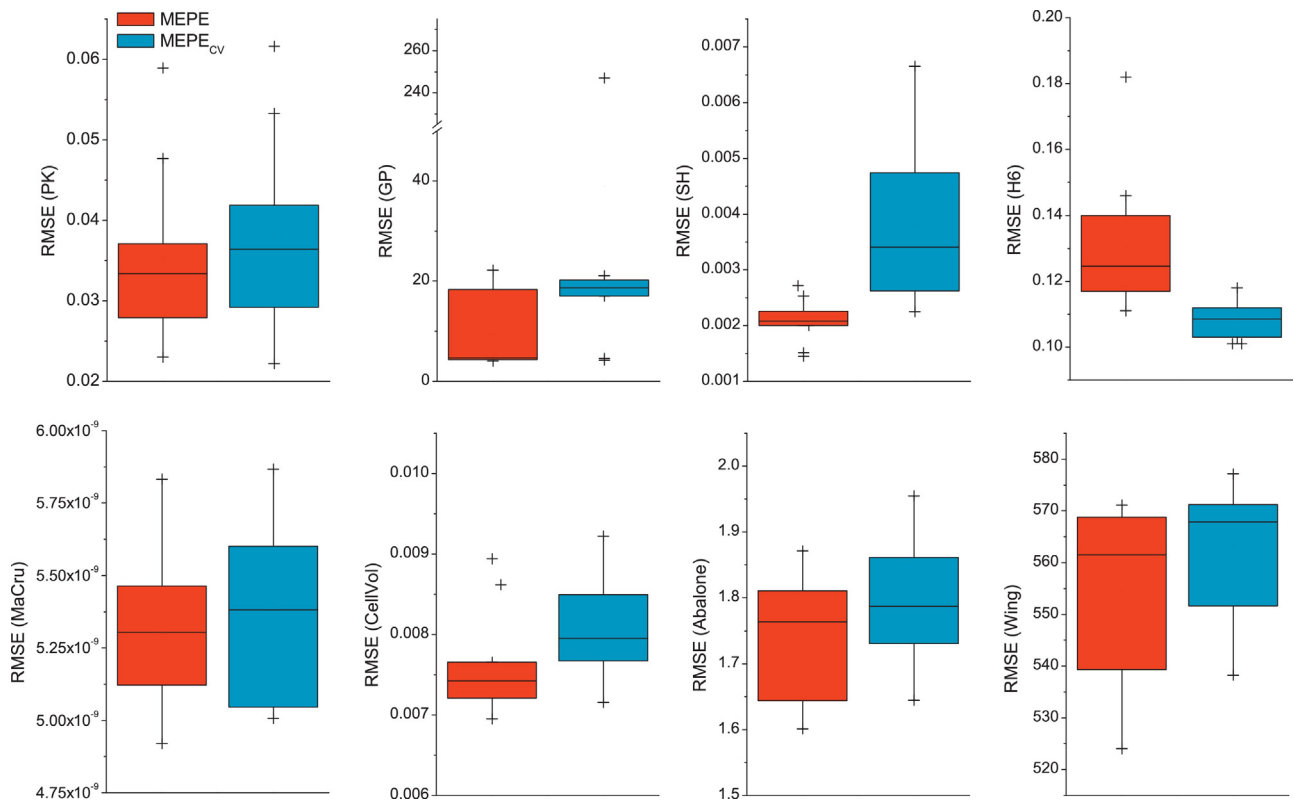 MEPE
MEPE_CV
RMSE (PK)
0.06
0.05
0.04
0.03
0.02
RMSE (GP)
260
240
40
20
0
RMSE (SH)
0.007
0.006
0.005
0.004
0.003
0.002
0.001
RMSE (H6)
0.20
0.18
0.16
0.14
0.12
0.10
RMSE (MaCru)
6.00x10^-9
5.75x10^-9
5.50x10^-9
5.25x10^-9
5.00x10^-9
4.75x10^-9
RMSE (CellVol)
0.010
0.009
0.008
0.007
0.006
RMSE (Abalone)
2.0
1.9
1.8
1.7
1.6
1.5
RMSE (Wing)
580
570
560
550
540
530
520